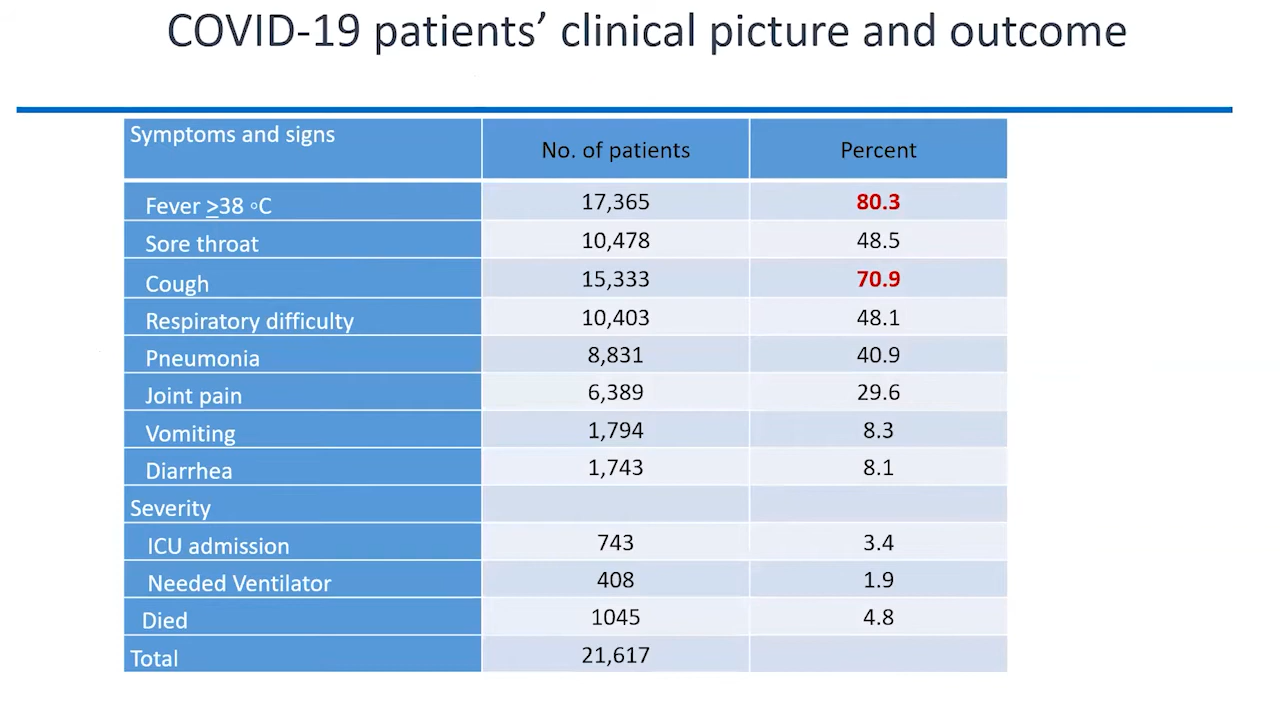 COVID-19 patients’ clinical picture and outcome
Symptoms and signs No. of patients Percent
Fever >38 ◦C 17,365 80.3
Sore throat 10,478 48.5
Cough 15,333 70.9
Respiratory difficulty 10,403 48.1
Pneumonia 8,831 40.9
Joint pain 6,389 29.6
Vomiting 1,794 8.3
Diarrhea 1,743 8.1
Severity
ICU admission 743 3.4
Needed Ventilator 408 1.9
Died 1045 4.8
Total 21,617